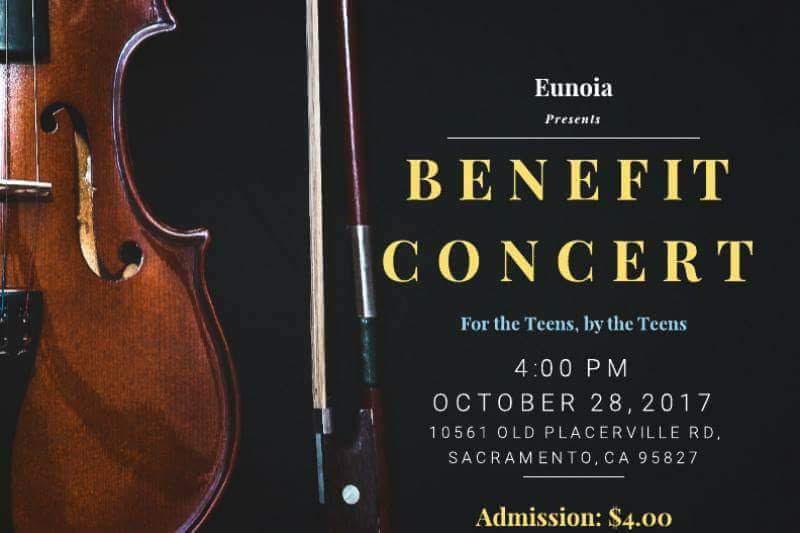 Eunoia
Presents
BENEFIT
CONCERT
For the Teens, by the Teens
4:00 PM
OCTOBER 28, 2017
10561 OLD PLACERVILLE RD,
SACRAMENTO, CA 95827
Admission: $4.00